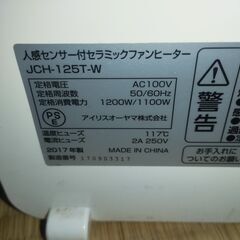 人感センサー付セラミックファンヒーター
JCH-125T-W
定格電圧 AC100V
定格周波数 50/60Hz
定格消費電力 1200W/1100W
PSE
アイリスオーヤマ株式会社
温度ヒューズ 117℃
電流ヒューズ 2A 250V
2017年製 MADE IN CHINA
製造番号 170903317
警告
お手入れに
ついてのお願い